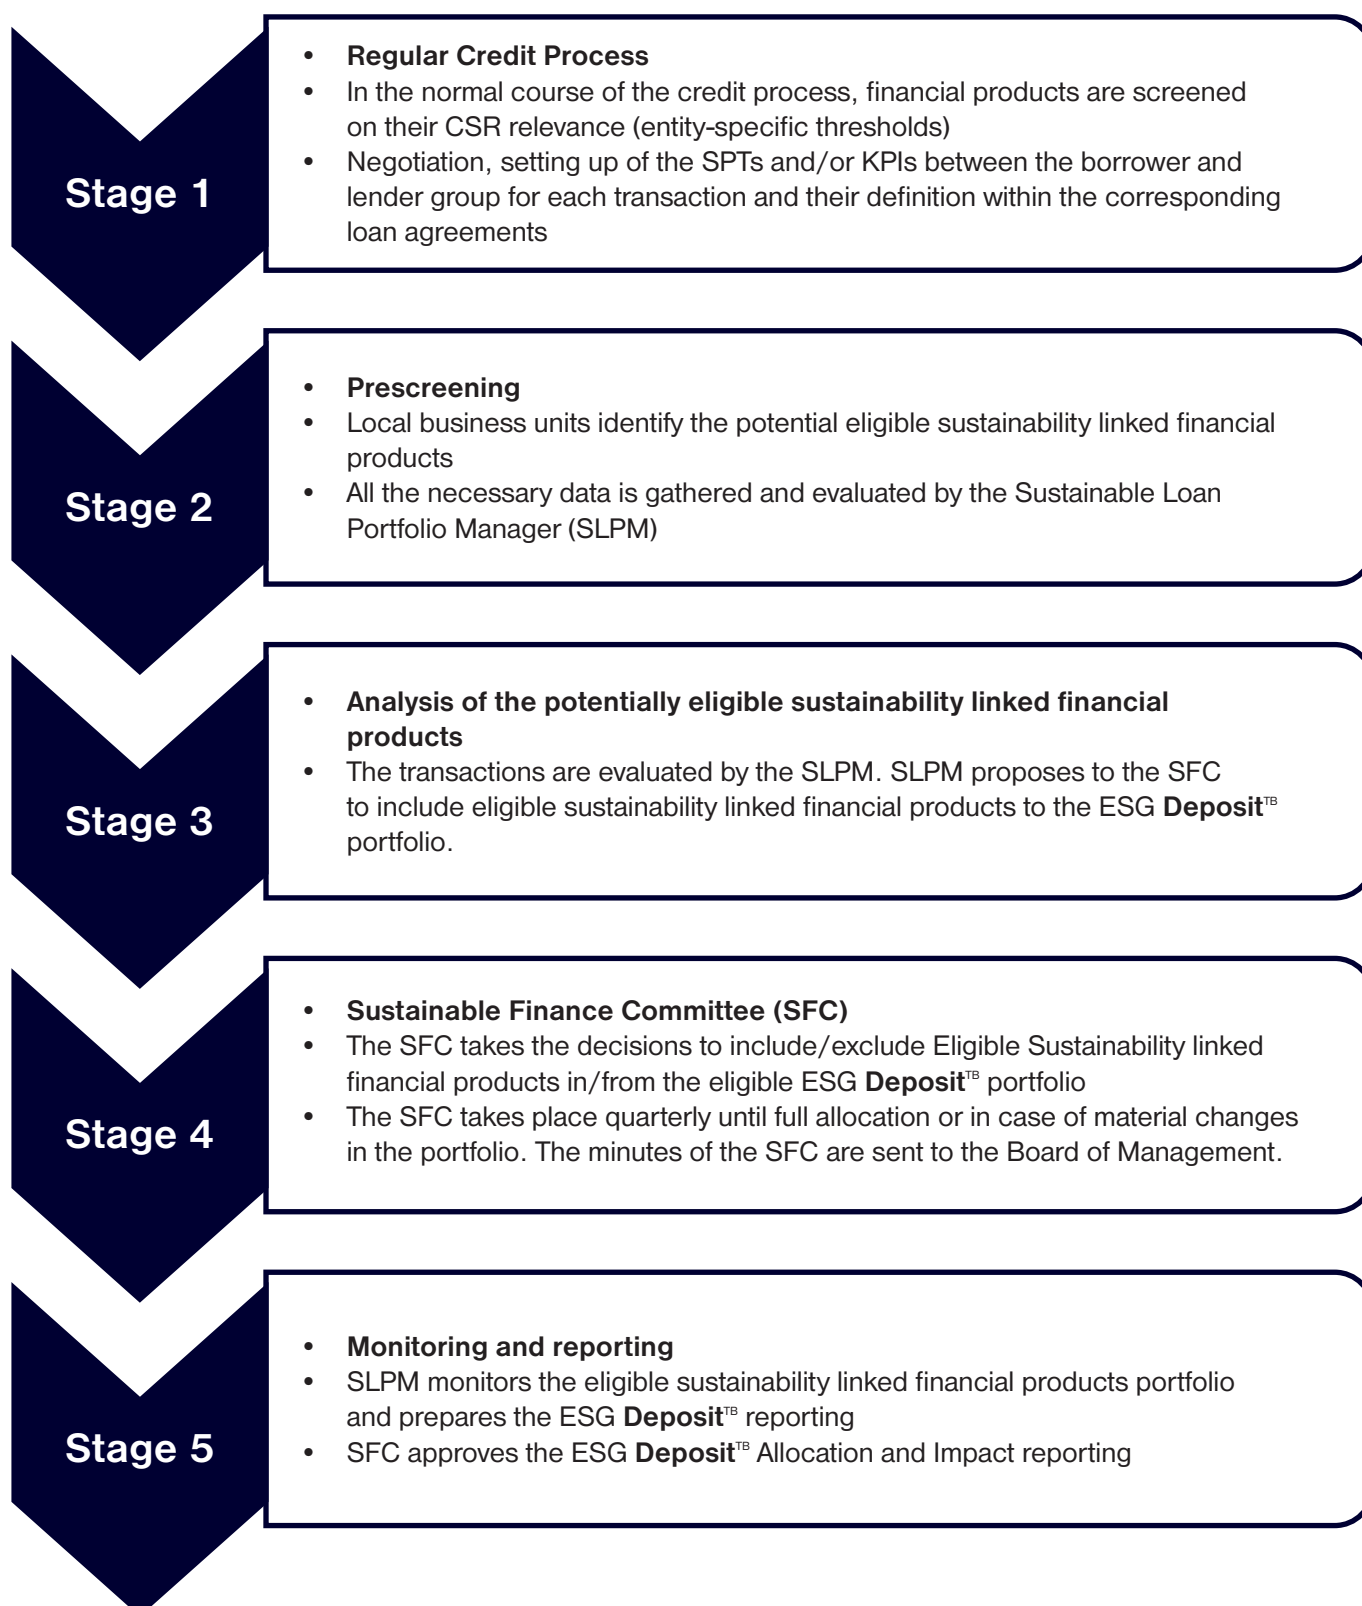 Stage 1
• Regular Credit Process
• In the normal course of the credit process, financial products are screened
on their CSR relevance (entity-specific thresholds)
• Negotiation, setting up of the SPTs and/or KPIs between the borrower and
lender group for each transaction and their definition within the corresponding
loan agreements
Stage 2
• Prescreening
• Local business units identify the potential eligible sustainability linked financial
products
• All the necessary data is gathered and evaluated by the Sustainable Loan
Portfolio Manager (SLPM)
Stage 3
• Analysis of the potentially eligible sustainability linked financial
products
• The transactions are evaluated by the SLPM. SLPM proposes to the SFC
to include eligible sustainability linked financial products to the ESG Deposit™ᴮ
portfolio.
Stage 4
• Sustainable Finance Committee (SFC)
• The SFC takes the decisions to include/exclude Eligible Sustainability linked
financial products in/from the eligible ESG Depositᵀᴮ portfolio
• The SFC takes place quarterly until full allocation or in case of material changes
in the portfolio. The minutes of the SFC are sent to the Board of Management.
Stage 5
• Monitoring and reporting
• SLPM monitors the eligible sustainability linked financial products portfolio
and prepares the ESG Depositᵀᴮ reporting
• SFC approves the ESG Depositᵀᴮ Allocation and Impact reporting